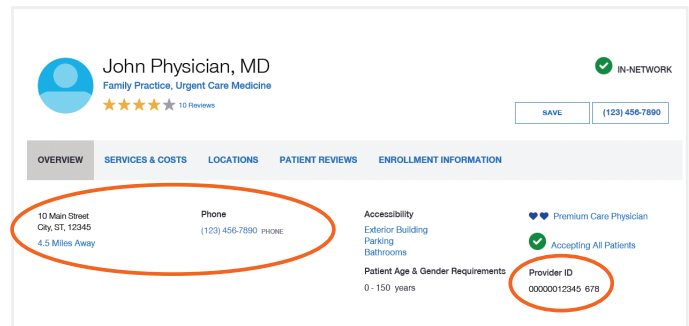 John Physician, MD
Family Practice, Urgent Care Medicine
10 Reviews
IN-NETWORK
SAVE
(123) 456-7890
OVERVIEW SERVICES & COSTS LOCATIONS PATIENT REVIEWS ENROLLMENT INFORMATION
10 Main Street
City, ST, 12345
4.5 Miles Away
Phone
(123) 456-7890 PHONE
Accessibility
Exterior Building
Parking
Bathrooms
Patient Age & Gender Requirements
0 - 150 years
Premium Care Physician
Accepting All Patients
Provider ID
00000012345 678